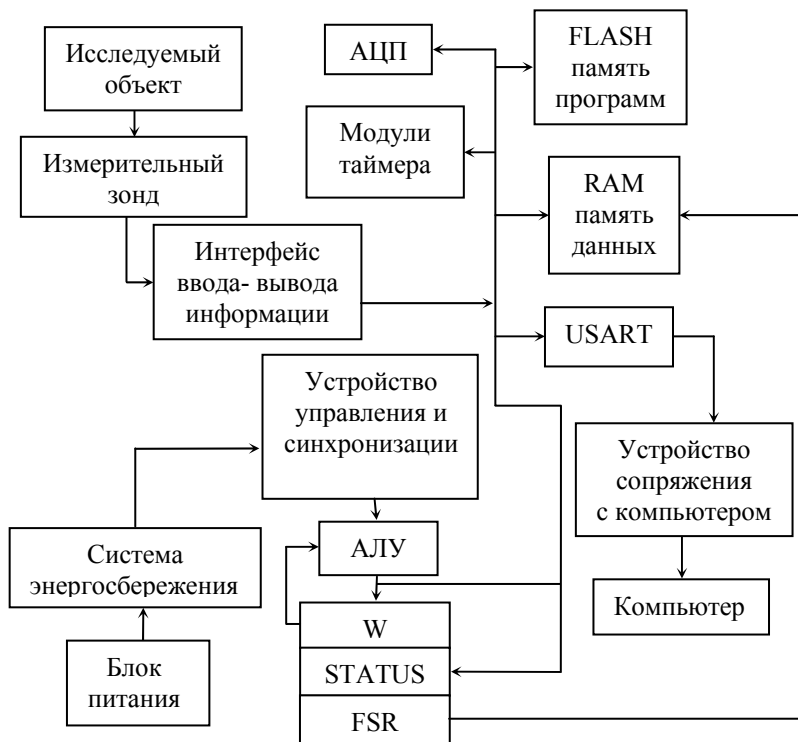 Исследуемый
объект
АЦП
FLASH
память
программ
Модули
таймера
Измерительный
зонд
RAM
память
данных
Интерфейс
ввода- вывода
информации
USART
Устройство
управления и
синхронизации
Устройство
сопряжения
с компьютером
Система
энергосбережения
АЛУ
Компьютер
W
Блок
питания
STATUS
FSR